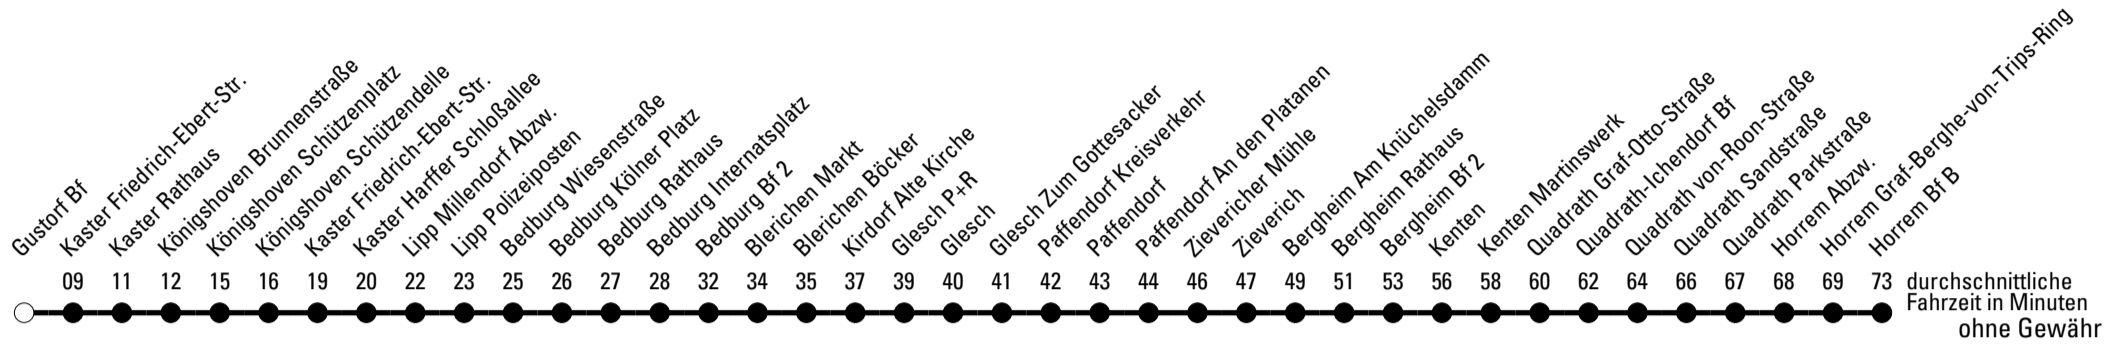 Gustorf Bf
Kaster Friedrich-Ebert-Str.
Kaster Rathaus
Königshoven Brunnenstraße
Königshoven Schützenplatz
Königshoven Schützendelle
Kaster Friedrich-Ebert-Str.
Kaster Harffer Schloßallee
Lipp Millendorf Abzw.
Lipp Polizeiposten
Bedburg Wiesenstraße
Bedburg Kölner Platz
Bedburg Rathaus
Bedburg Internatsplatz
Bedburg Bf 2
Blerichen Markt
Blerichen Böcker
Kirdorf Alte Kirche
Glesch P+R
Glesch
Glesch Zum Gottesacker
Paffendorf Kreisverkehr
Paffendorf
Paffendorf An den Platanen
Zievericher Mühle
Zieverich
Bergheim Am Knüchelsdamm
Bergheim Rathaus
Bergheim Bf 2
Kenten
Kenten Martinswerk
Quadrath Graf-Otto-Straße
Quadrath-Ichendorf Bf
Quadrath von-Roon-Straße
Quadrath Sandstraße
Quadrath Parkstraße
Horrem Abzw.
Horrem Graf-Berghe-von-Trips-Ring
Horrem Bf B
09 11 12 15 16 19 20 22 23 25 26 27 28 32 34 35 37 39 40 41 42 43 44 46 47 49 51 53 56 58 60 62 64 66 67 68 69 73 durchschnittliche
Fahrzeit in Minuten
ohne Gewähr